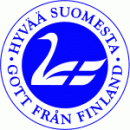 HYVÄÄ SUOMESTA
GOTT FRÅN FINLAND